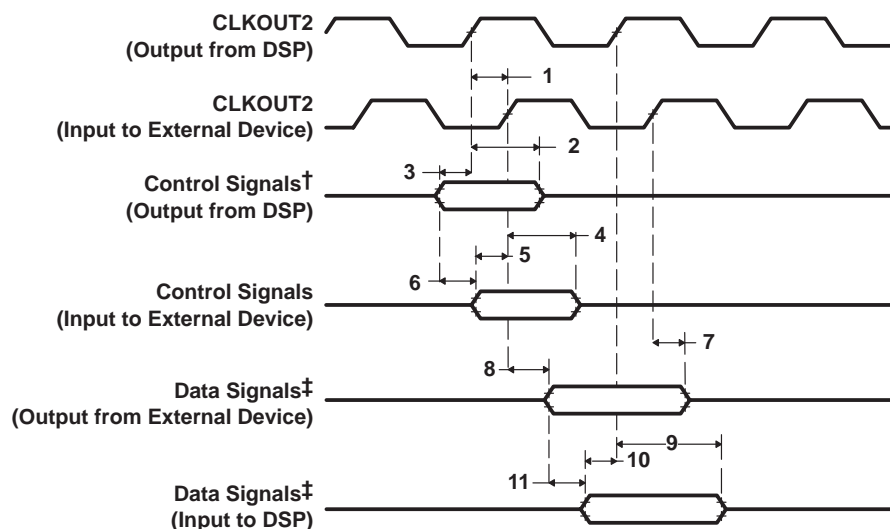 CLKOUT2
(Output from DSP)
1
CLKOUT2
(Input to External Device)
2
3
Control Signals†
(Output from DSP)
4
5
6
Control Signals
(Input to External Device)
7
8
Data Signals‡
(Output from External Device)
9
10
11
Data Signals‡
(Input to DSP)